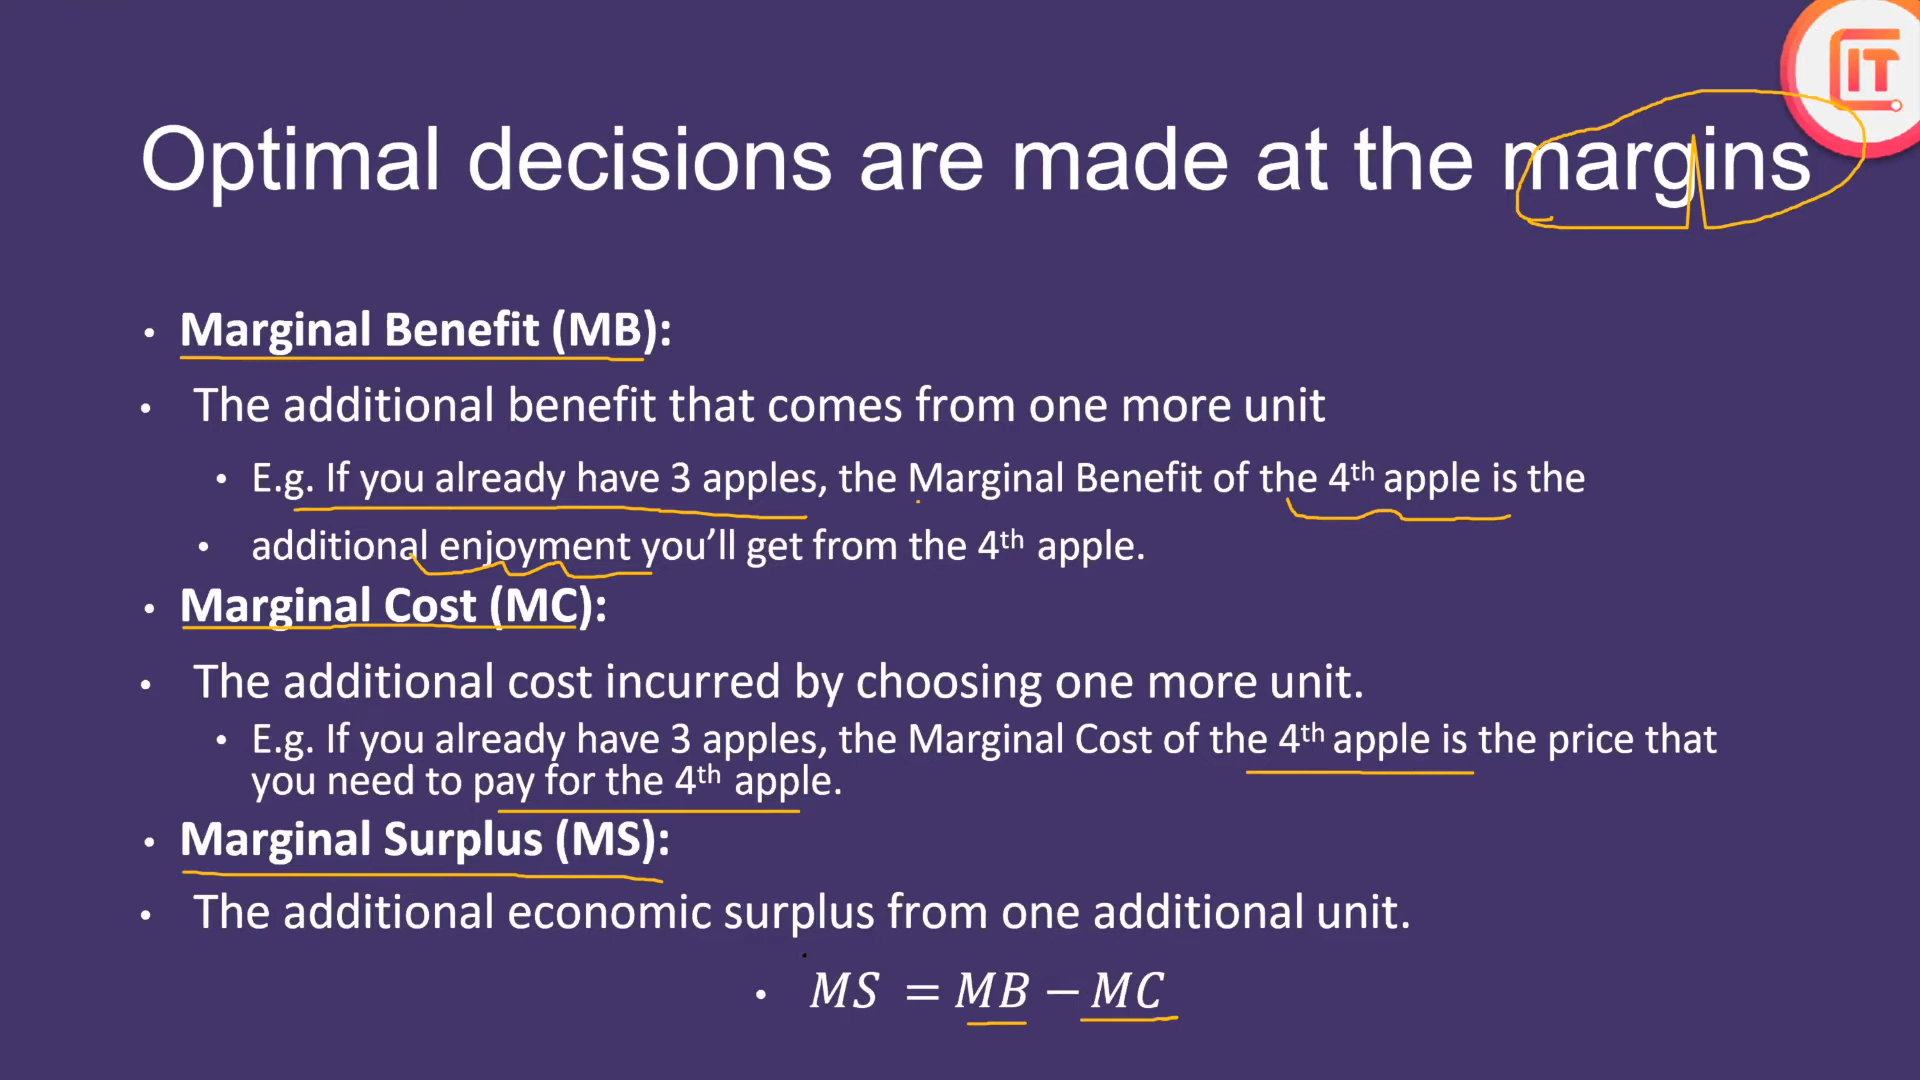 IT
Optimal decisions are made at the margins
• Marginal Benefit (MB):
• The additional benefit that comes from one more unit
• E.g. If you already have 3 apples, the Marginal Benefit of the 4th apple is the
• additional enjoyment you’ll get from the 4th apple.
• Marginal Cost (MC):
• The additional cost incurred by choosing one more unit.
• E.g. If you already have 3 apples, the Marginal Cost of the 4th apple is the price that
you need to pay for the 4th apple.
• Marginal Surplus (MS):
• The additional economic surplus from one additional unit.
• MS = MB − MC